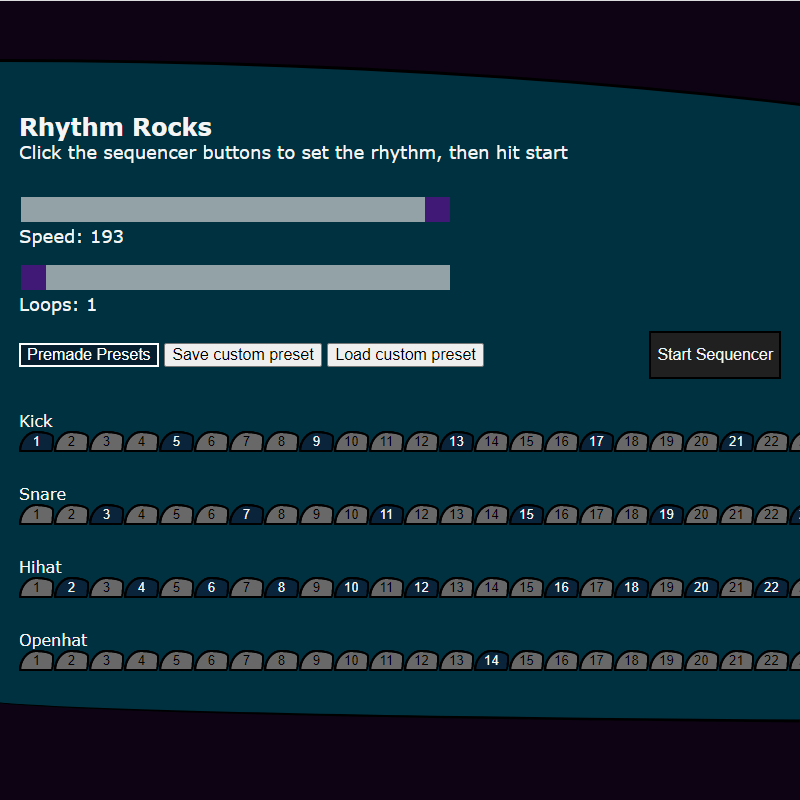 Rhythm Rocks
Click the sequencer buttons to set the rhythm, then hit start
Speed: 193
Loops: 1
Premade Presets Save custom preset Load custom preset Start Sequencer
Kick
1 2 3 4 5 6 7 8 9 10 11 12 13 14 15 16 17 18 19 20 21 22
Snare
1 2 3 4 5 6 7 8 9 10 11 12 13 14 15 16 17 18 19 20 21 22
Hihat
1 2 3 4 5 6 7 8 9 10 11 12 13 14 15 16 17 18 19 20 21 22
Openhat
1 2 3 4 5 6 7 8 9 10 11 12 13 14 15 16 17 18 19 20 21 22